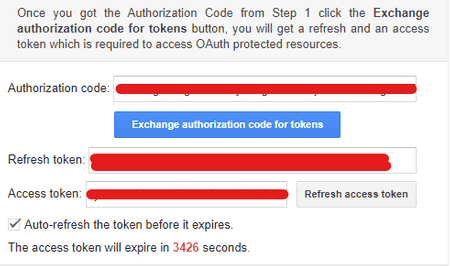 Once you got the Authorization Code from Step 1 click the Exchange
authorization code for tokens button, you will get a refresh and an access
token which is required to access OAuth protected resources.
Authorization code:
Exchange authorization code for tokens
Refresh token:
Access token: Refresh access token
Auto-refresh the token before it expires.
The access token will expire in 3426 seconds.